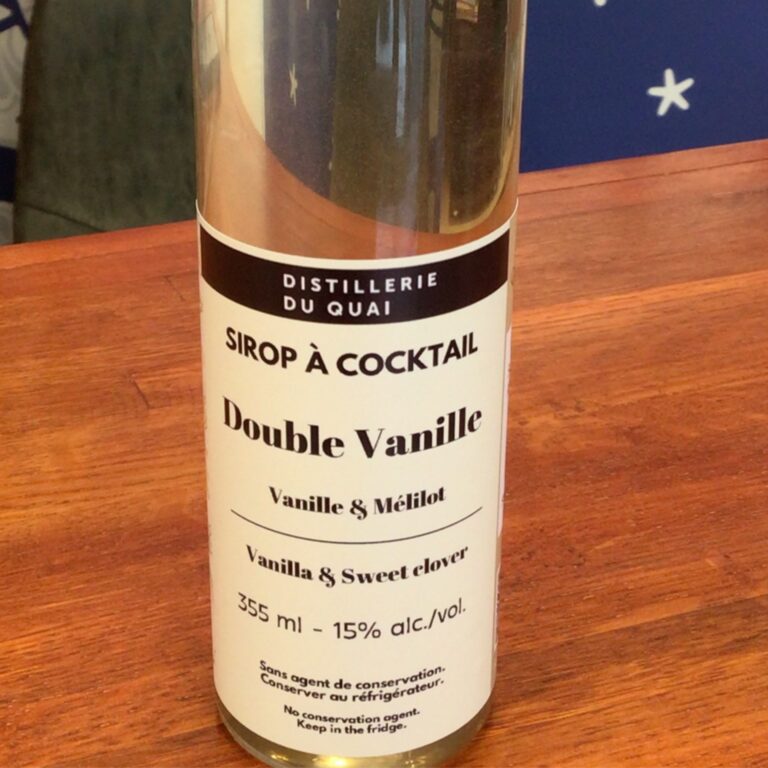 DISTILLERIE
DU QUAI
SIROP À COCKTAIL
Double Vanille
Vanille & Mélilot
Vanilla & Sweet clover
355 ml - 15% alc./vol.
Sans agent de conservation.
Conserver au réfrigérateur.
No conservation agent.
Keep in the fridge.